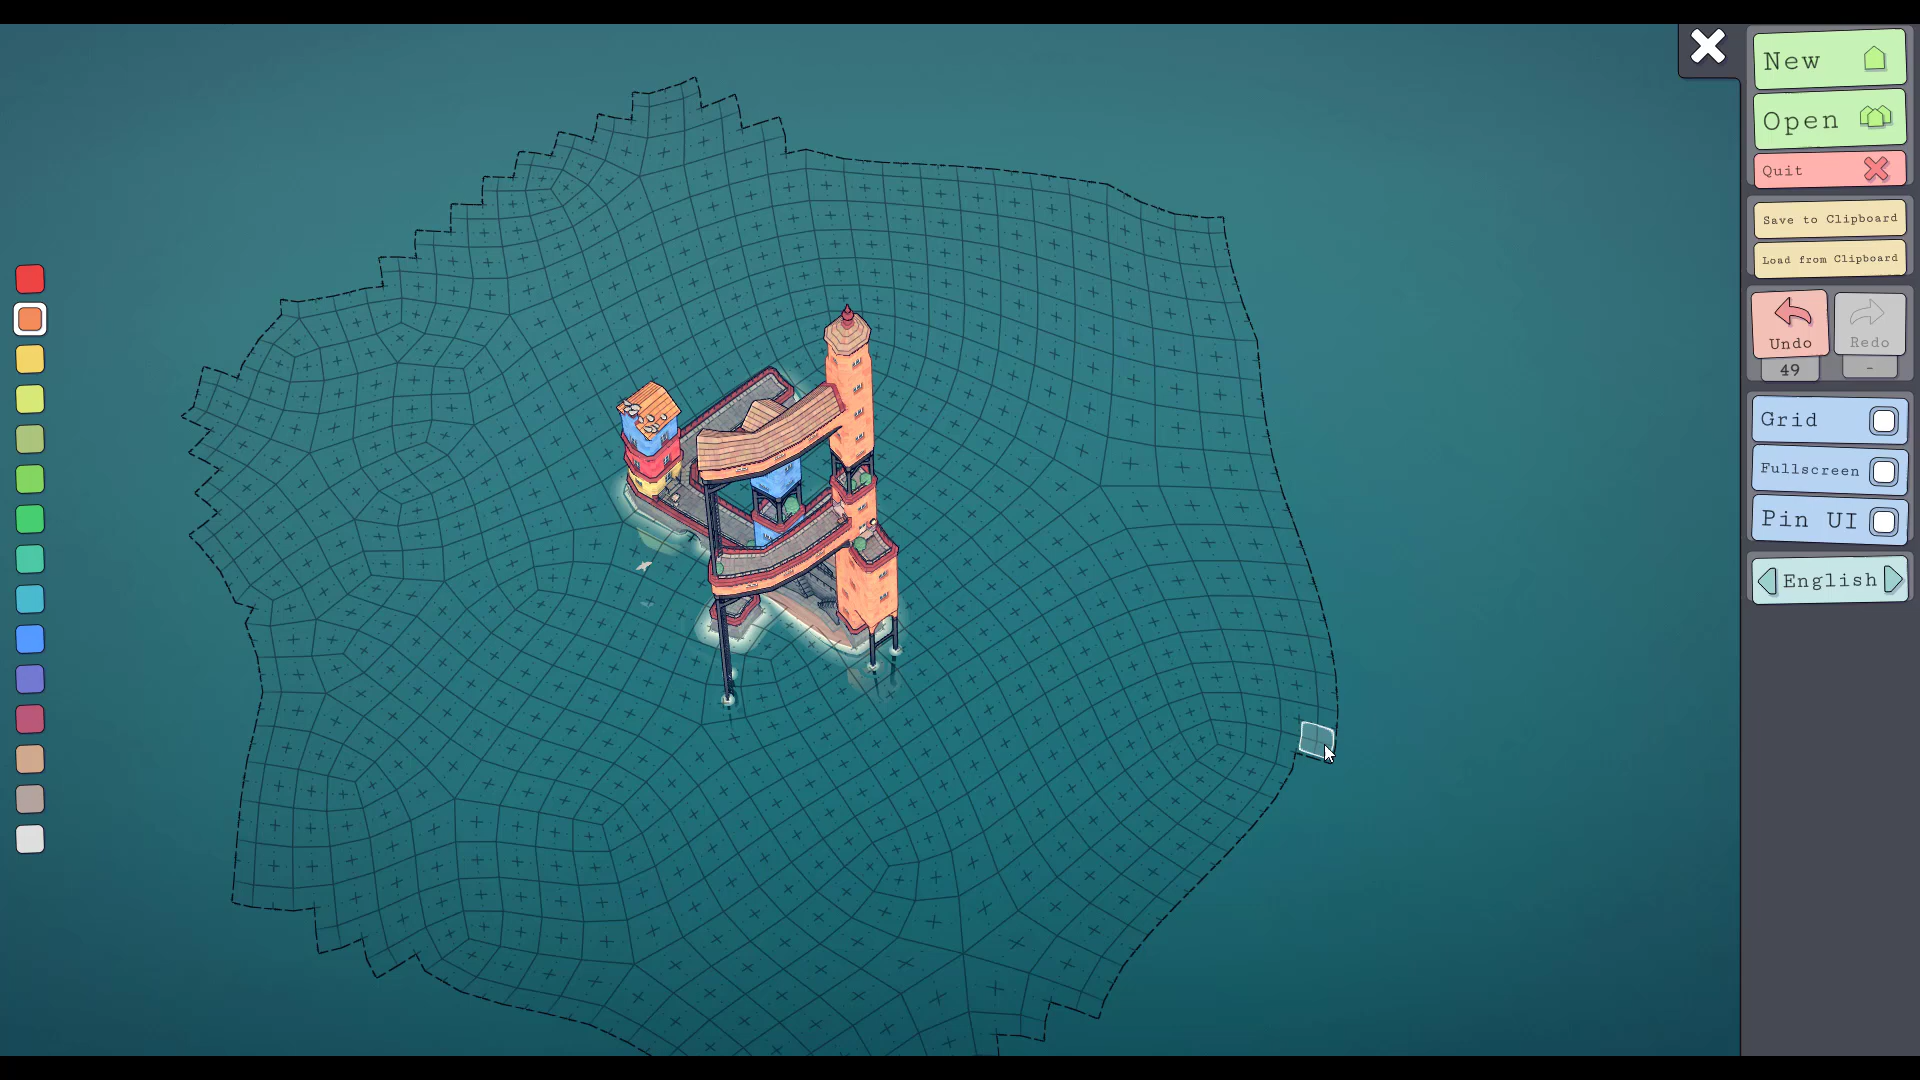 New
Open
Quit
Save to Clipboard
Load from Clipboard
Undo
Redo
49
-
Grid
Fullscreen
Pin UI
English